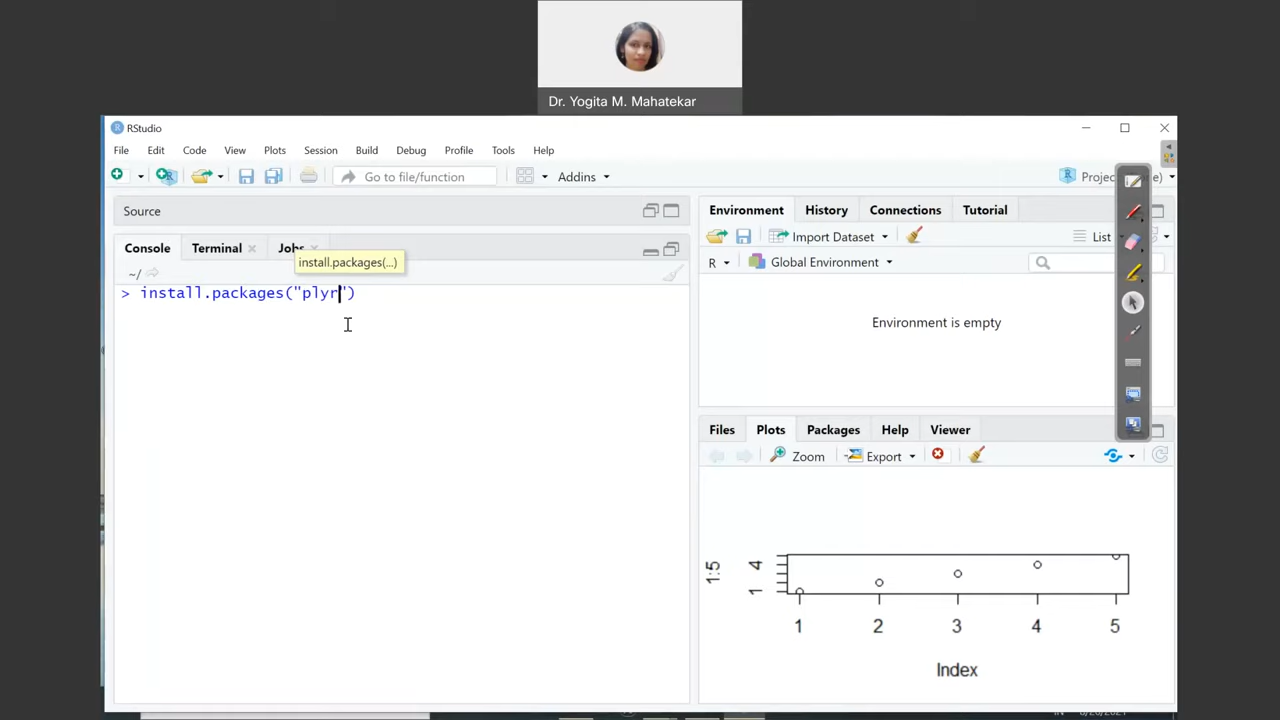 Dr. Yogita M. Mahatekar
RStudio
File Edit Code View Plots Session Build Debug Profile Tools Help
Go to file/function Addins
Source
Console Terminal Jobs
~/
install.packages(...)
> install.packages("plyr")
Environment History Connections Tutorial
Import Dataset List
R Global Environment
Environment is empty
Files Plots Packages Help Viewer
Zoom Export
1:5
1 4
1 2 3 4 5
Index